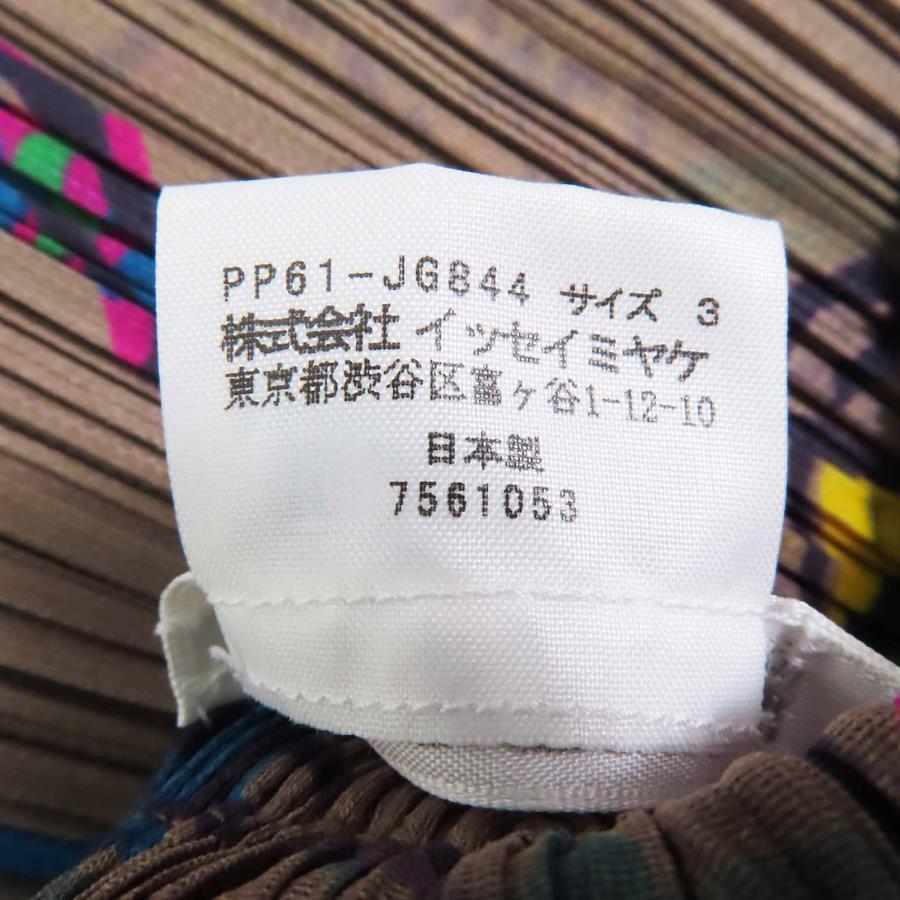 PP61-JG844 サイズ 3
株式会社 イッセイミヤケ
東京都渋谷区富ヶ谷1-12-10
日本製
7561053